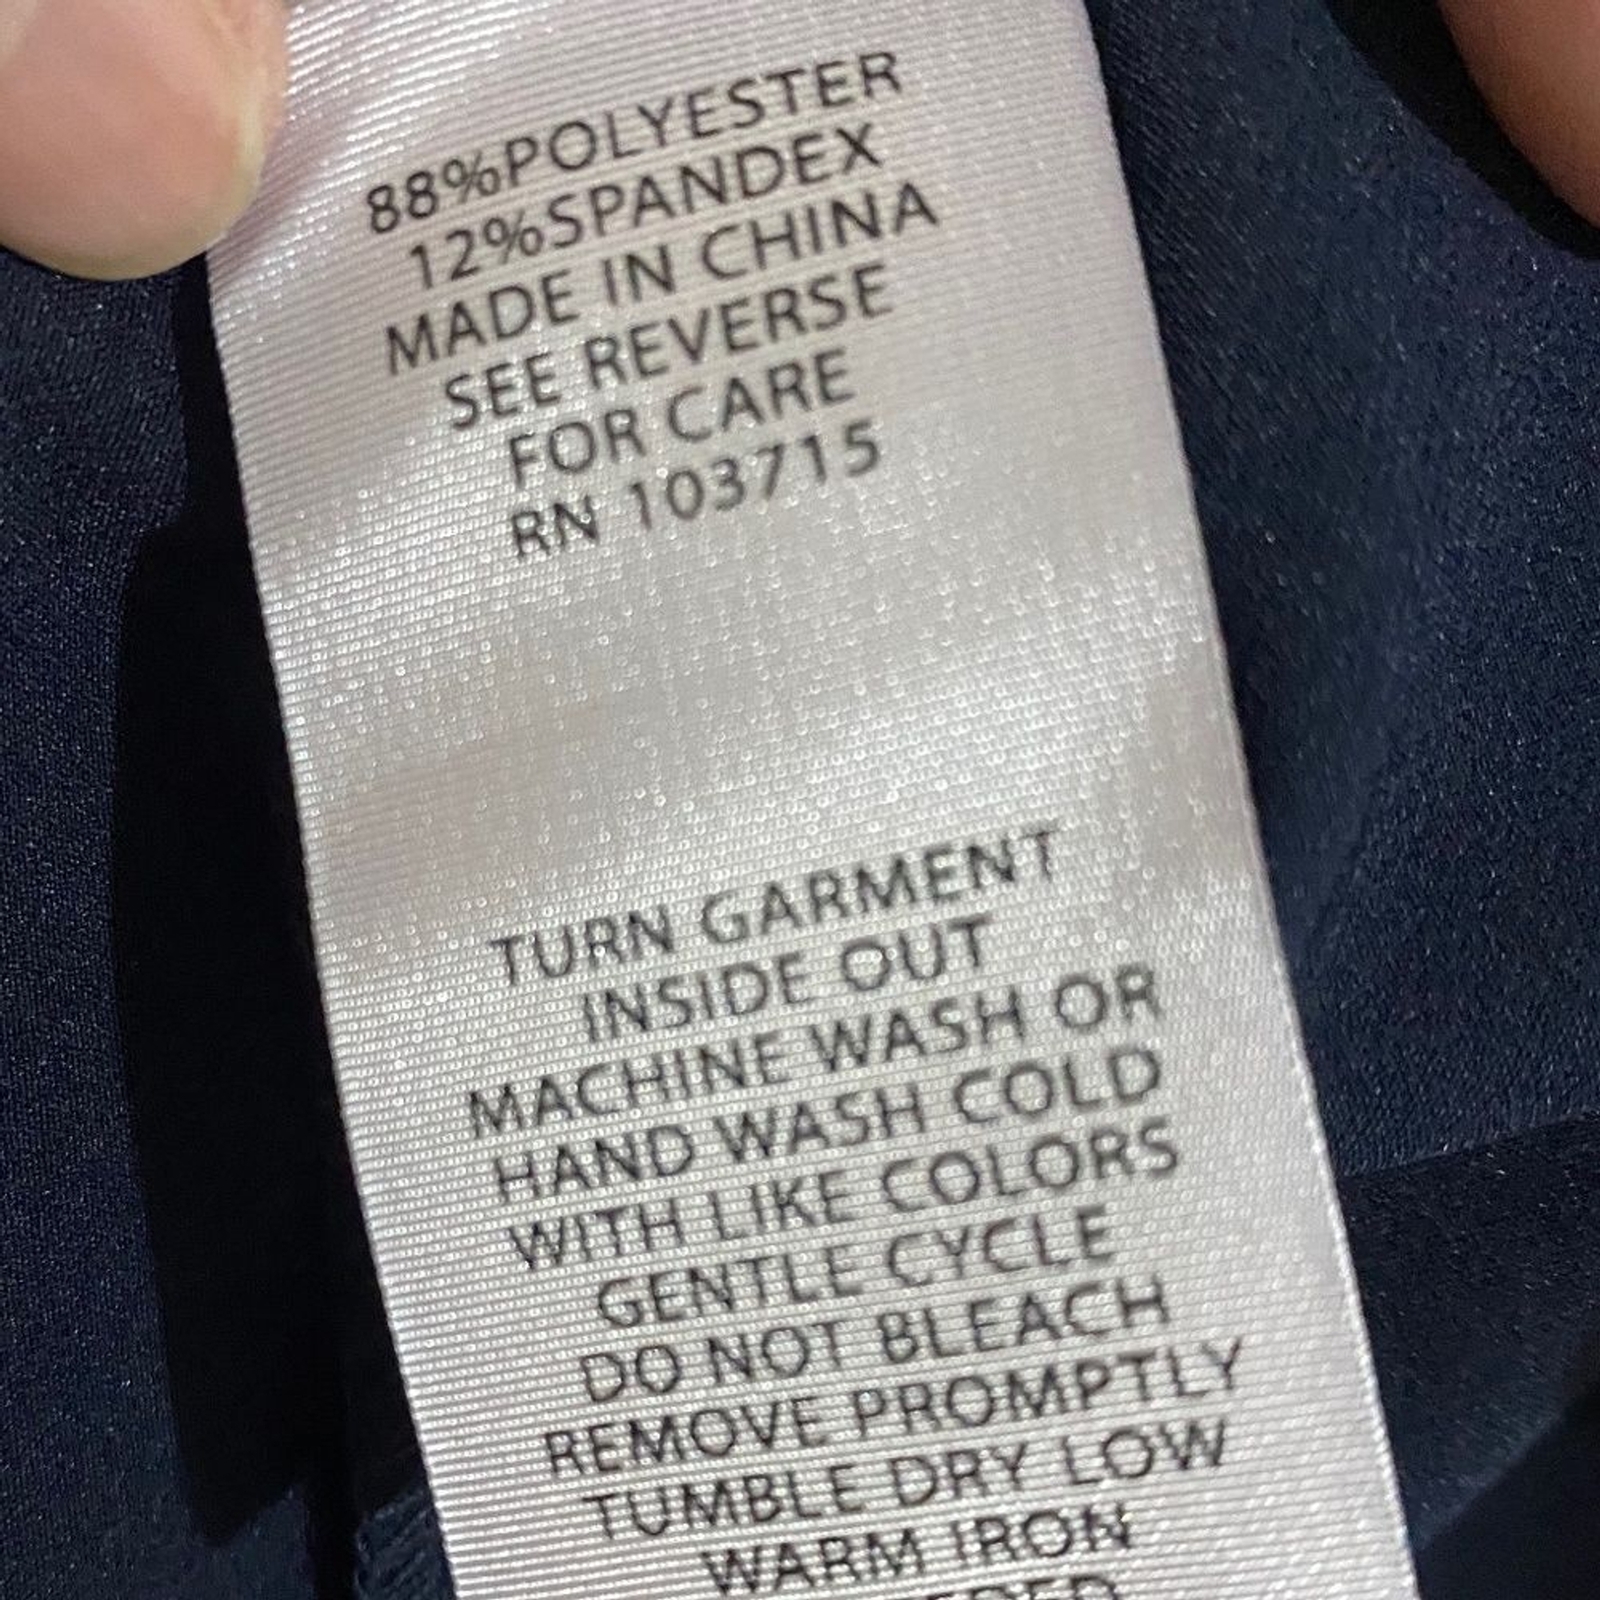 88%POLYESTER
12%SPANDEX
MADE IN CHINA
SEE REVERSE
FOR CARE
RN 103715
TURN GARMENT
INSIDE OUT
MACHINE WASH OR
HAND WASH COLD
WITH LIKE COLORS
GENTLE CYCLE
DO NOT BLEACH
REMOVE PROMPTLY
TUMBLE DRY LOW
WARM IRON